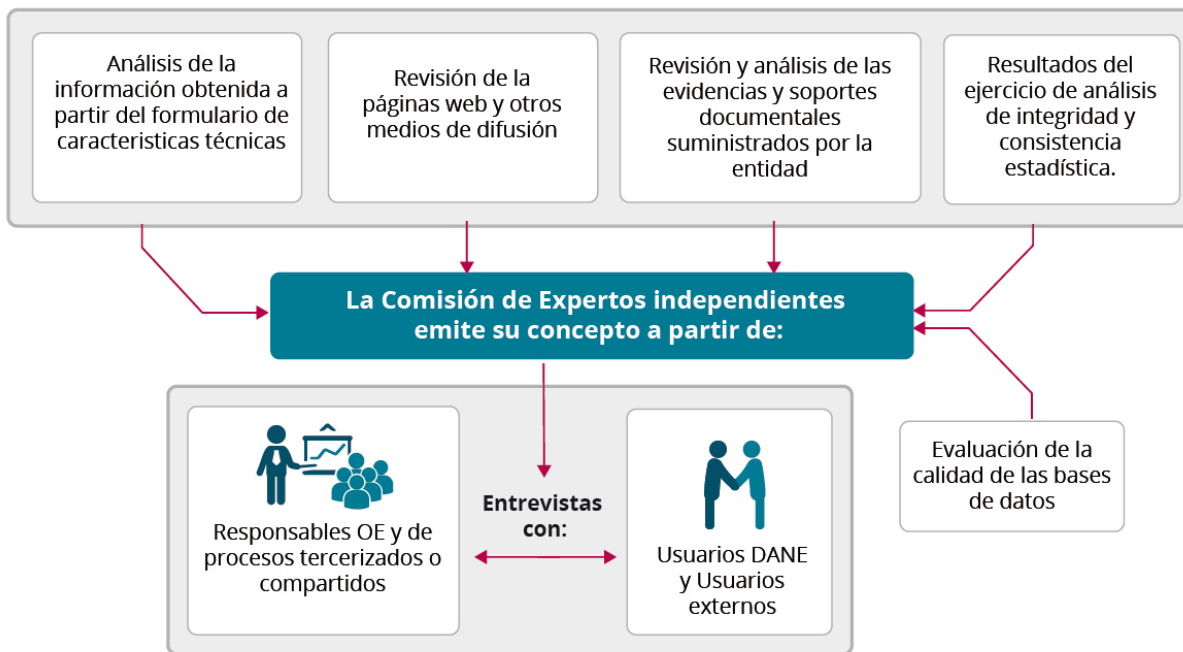 Análisis de la
información obtenida a
partir del formulario de
caracteristicas técnicas
Revisión de la
páginas web y otros
medios de difusión
Revisión y análisis de las
evidencias y soportes
documentales
suministrados por la
entidad
Resultados del
ejercicio de análisis
de integridad y
consistencia
estadística.
La Comisión de Expertos independientes
emite su concepto a partir de:
Responsables OE y de
procesos tercerizados o
compartidos
Entrevistas
con:
Usuarios DANE
y Usuarios
externos
Evaluación de la
calidad de las bases
de datos